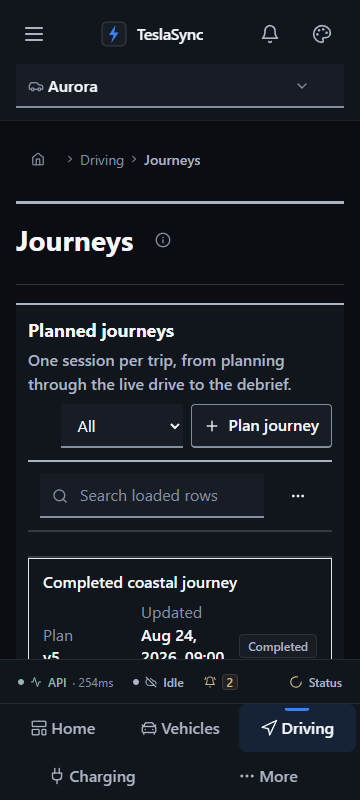 TeslaSync
Aurora
Driving
Journeys
Journeys
Planned journeys
One session per trip, from planning
through the live drive to the debrief.
All
Plan journey
Search loaded rows
Completed coastal journey
Updated
Plan
Aug 24,
Completed
v5
2026, 09:00
API · 254ms
Idle
2
Status
Home
Vehicles
Driving
Charging
More